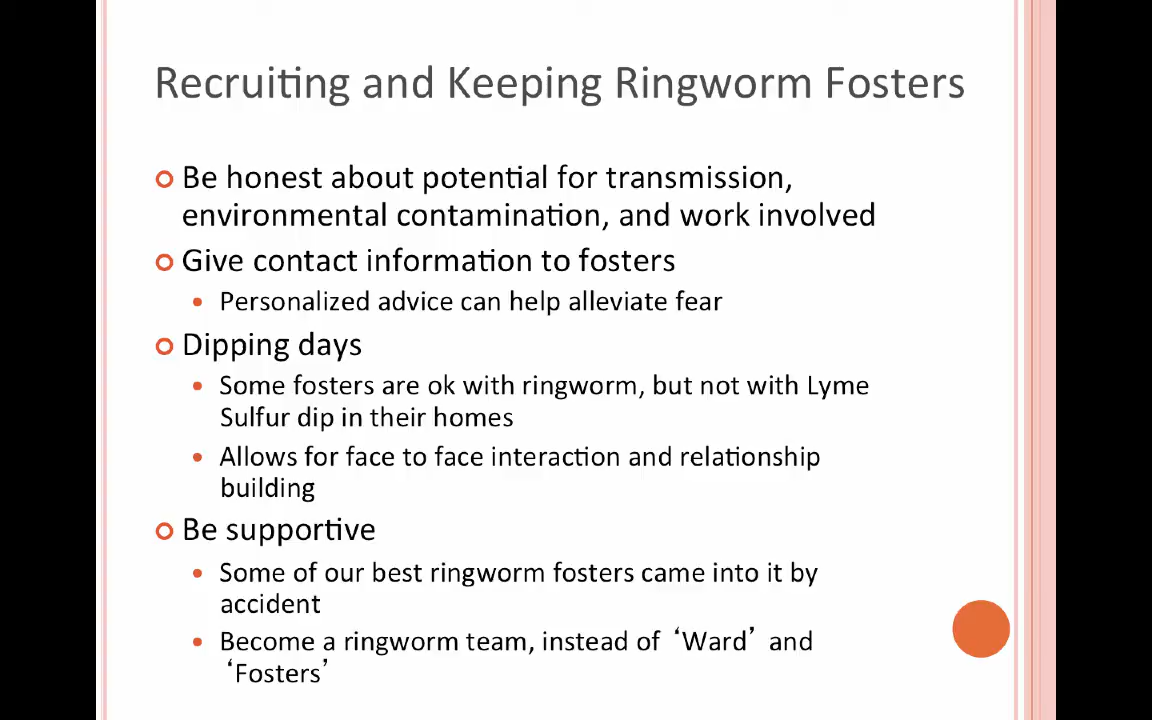 Recruiting and Keeping Ringworm Fosters
Be honest about potential for transmission,
environmental contamination, and work involved
Give contact information to fosters
Personalized advice can help alleviate fear
Dipping days
Some fosters are ok with ringworm, but not with Lyme
Sulfur dip in their homes
Allows for face to face interaction and relationship
building
Be supportive
Some of our best ringworm fosters came into it by
accident
Become a ringworm team, instead of ‘Ward’ and
‘Fosters’